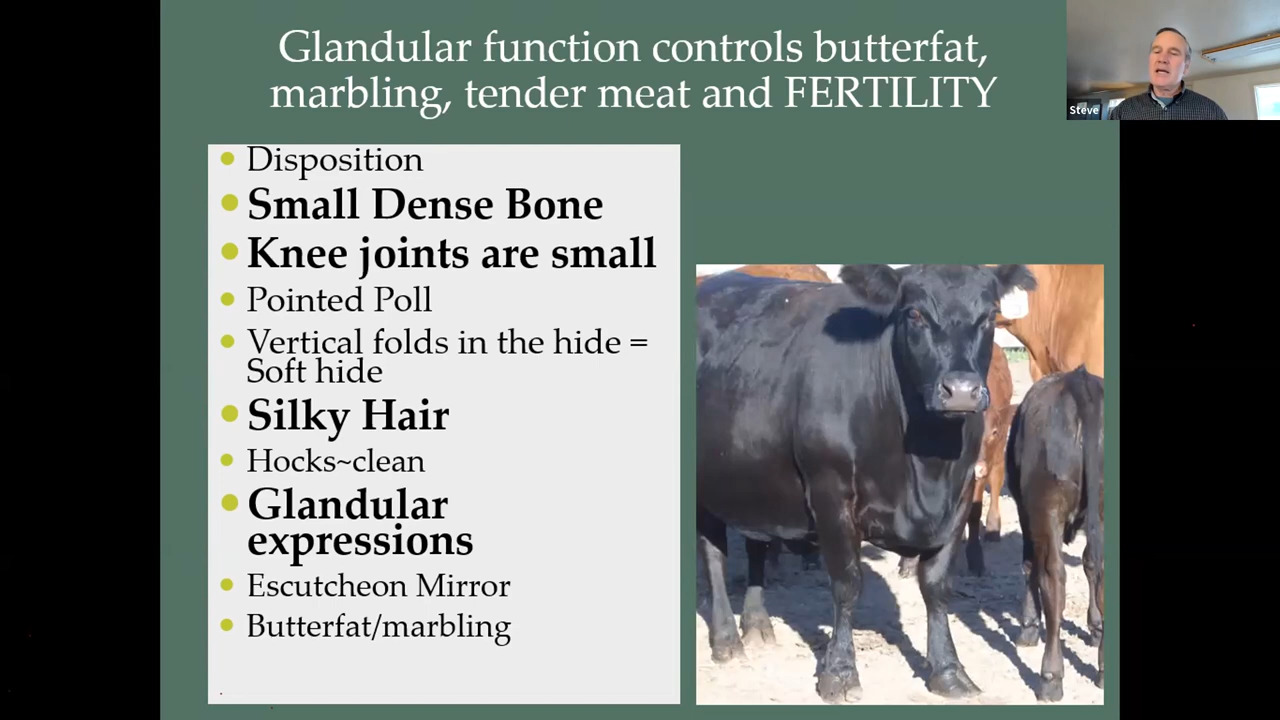 Glandular function controls butterfat,
marbling, tender meat and FERTILITY
Steve
Disposition
Small Dense Bone
Knee joints are small
Pointed Poll
Vertical folds in the hide =
Soft hide
Silky Hair
Hocks~clean
Glandular
expressions
Escutcheon Mirror
Butterfat/marbling